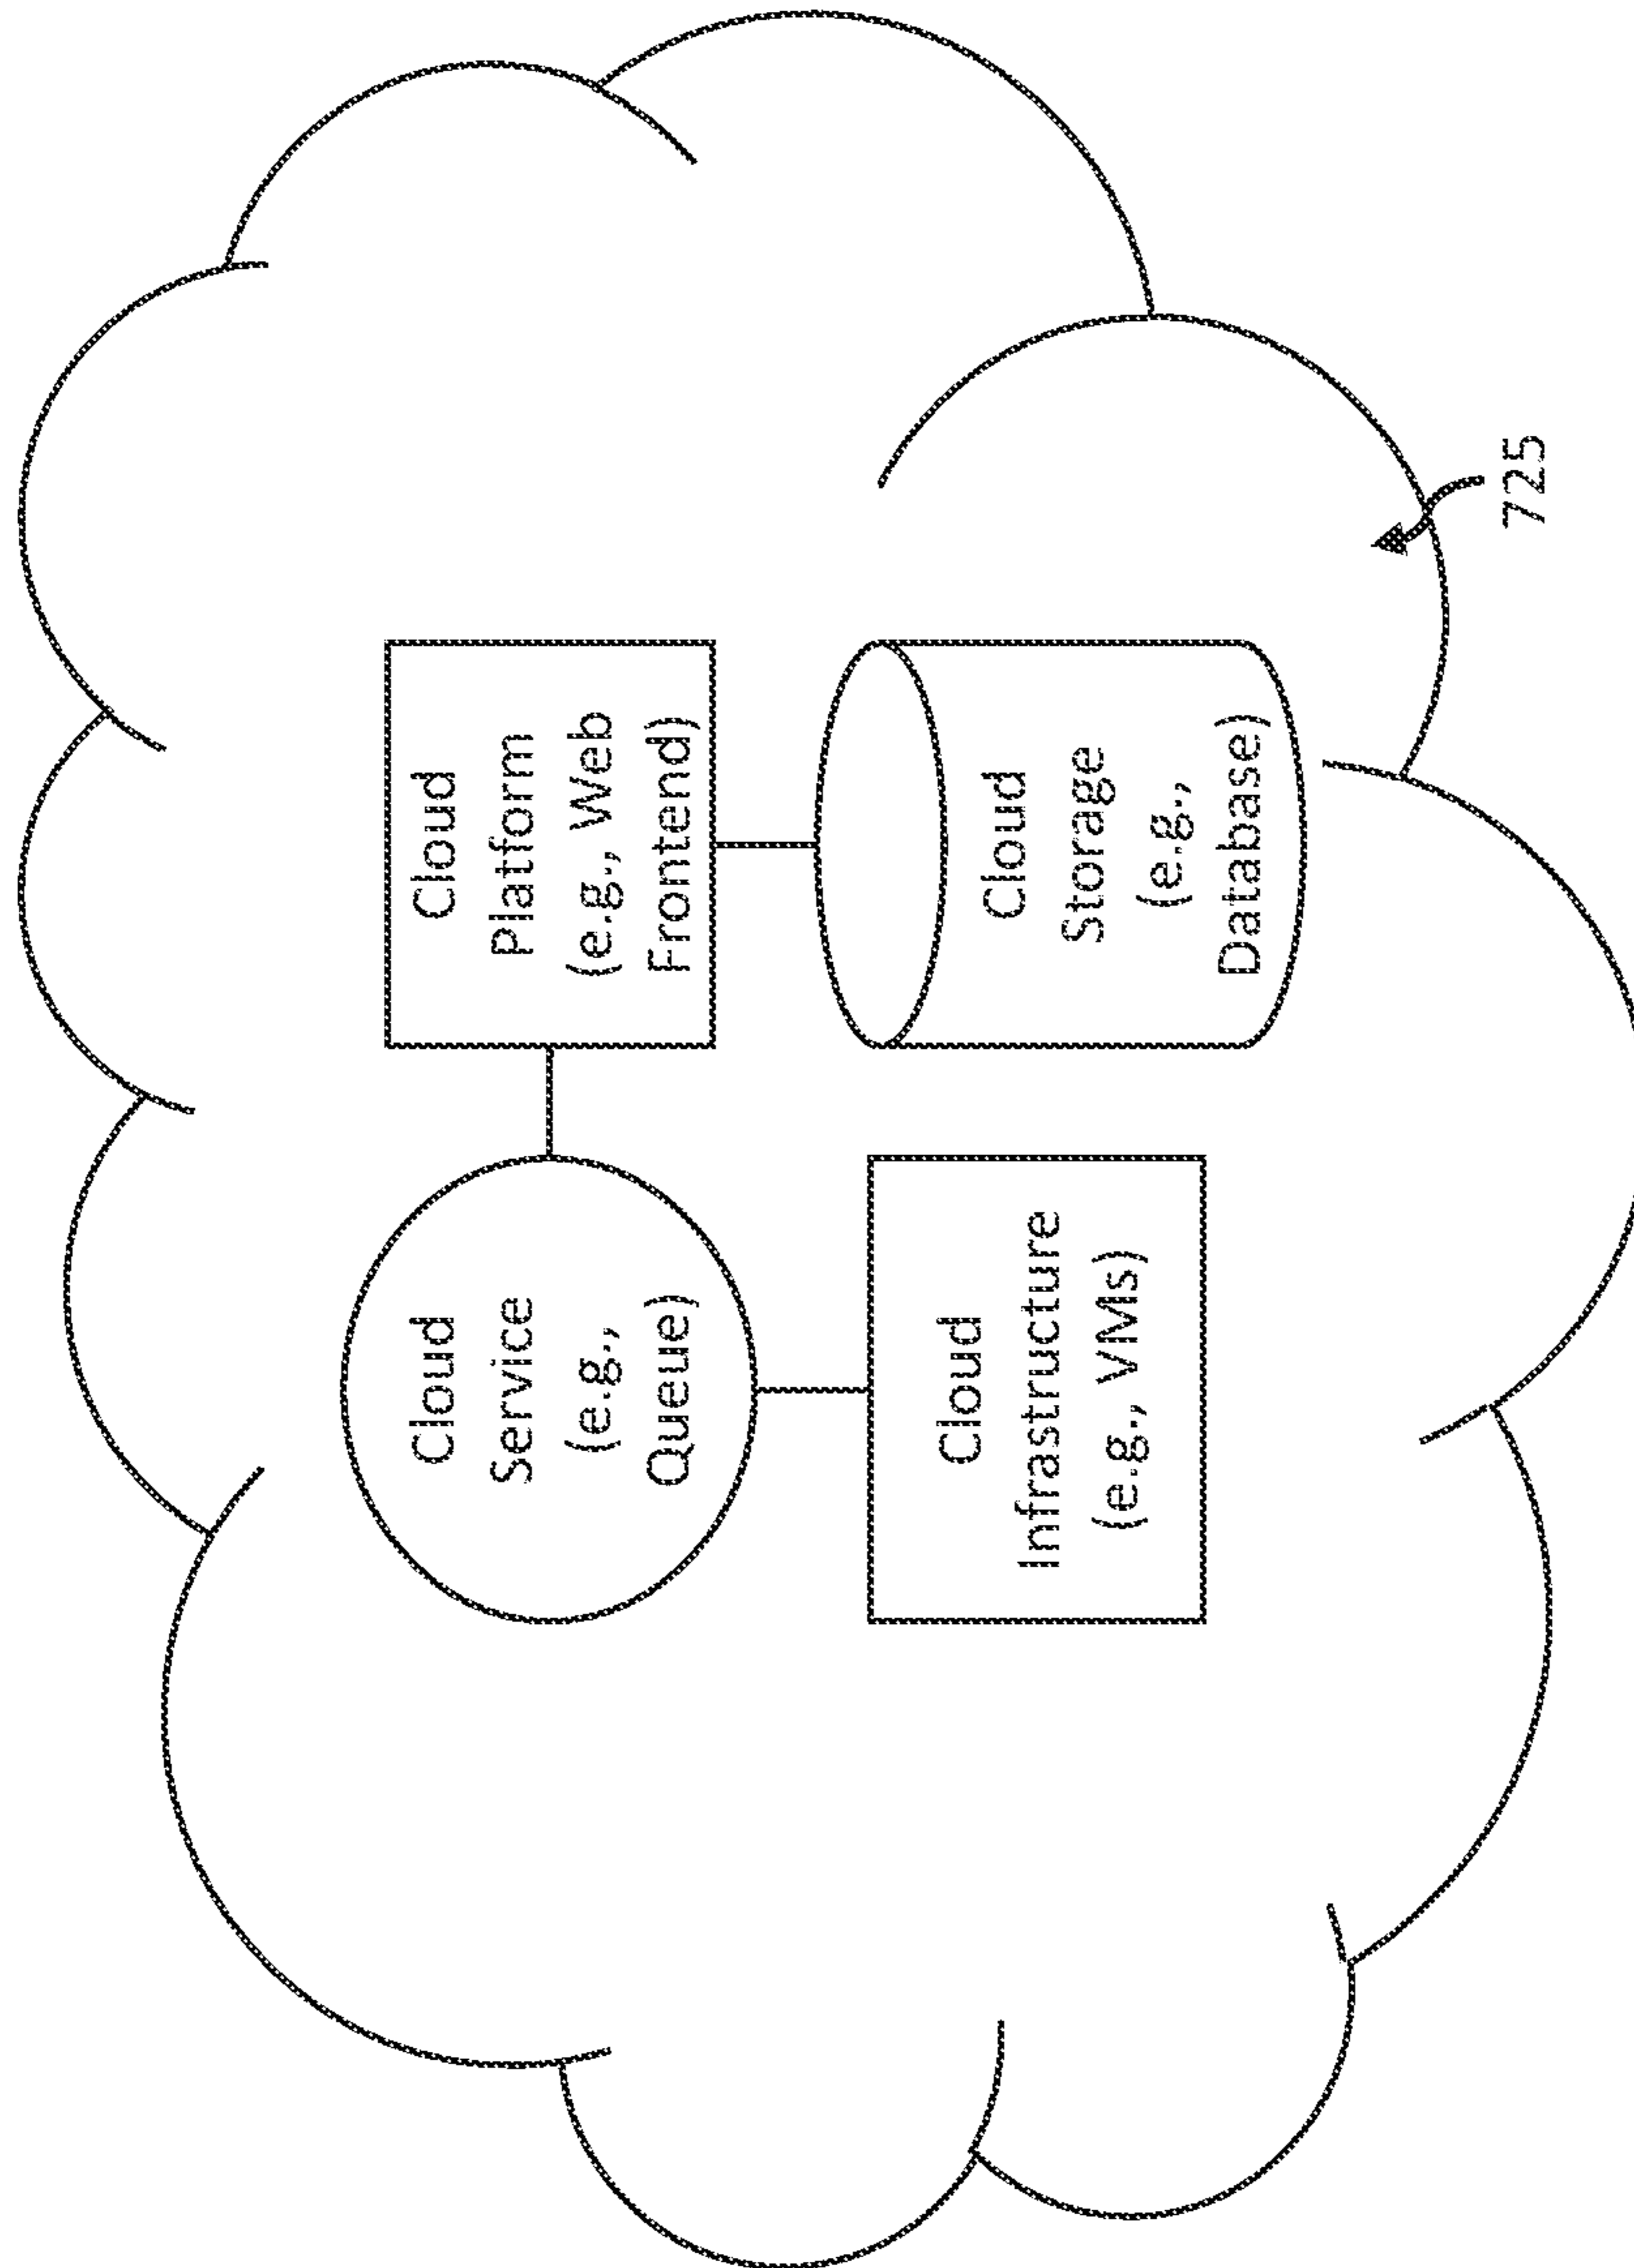 Cloud
Service
(e.g.,
Queue)
Cloud
Platform
(e.g., Web
Frontend)
Cloud
Infrastructure
(e.g., VMs)
Cloud
Storage
(e.g.,
Database)
725